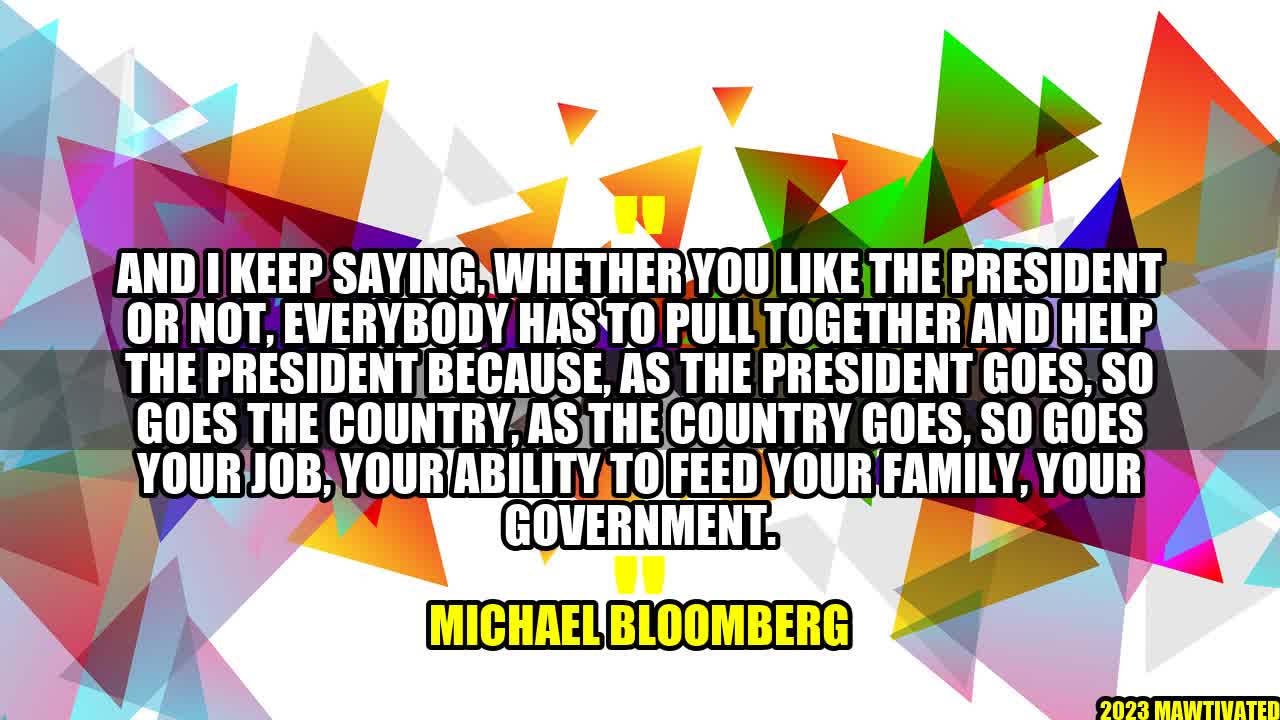 "
AND I KEEP SAYING, WHETHER YOU LIKE THE PRESIDENT
OR NOT, EVERYBODY HAS TO PULL TOGETHER AND HELP
THE PRESIDENT BECAUSE, AS THE PRESIDENT GOES, SO
GOES THE COUNTRY, AS THE COUNTRY GOES, SO GOES
YOUR JOB, YOUR ABILITY TO FEED YOUR FAMILY, YOUR
GOVERNMENT.
"
MICHAEL BLOOMBERG
2023 MAWTIVATED